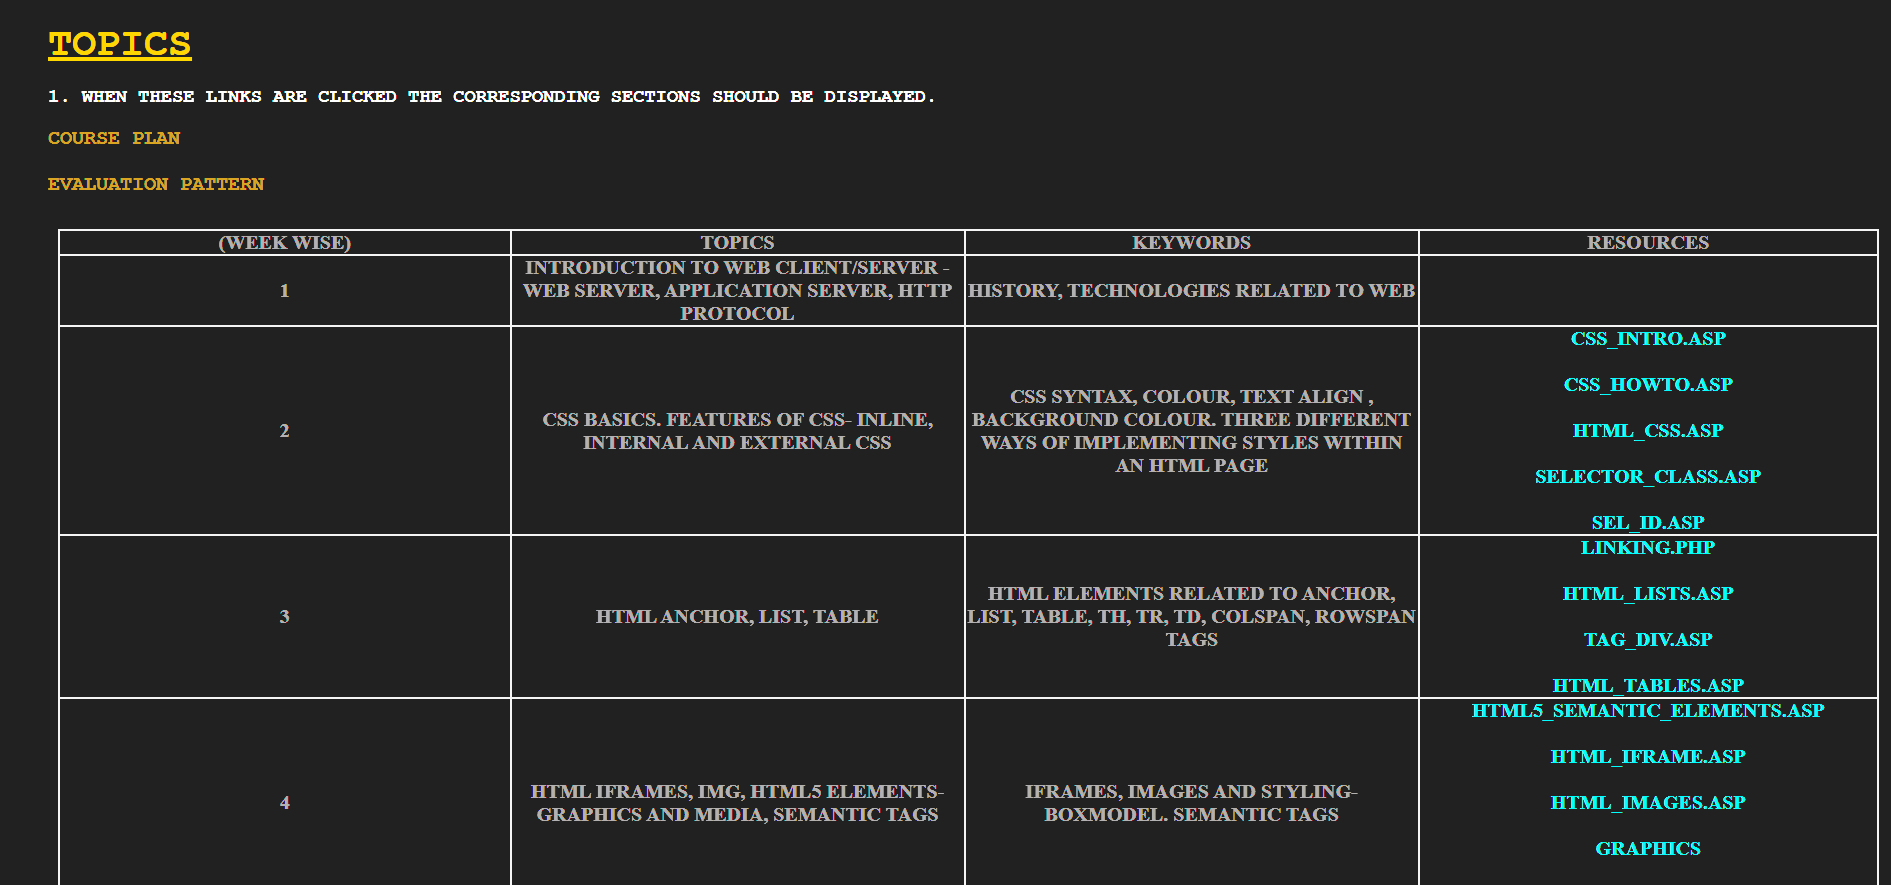 TOPICS
1. WHEN THESE LINKS ARE CLICKED THE CORRESPONDING SECTIONS SHOULD BE DISPLAYED.
COURSE PLAN
EVALUATION PATTERN
(WEEK WISE) TOPICS KEYWORDS RESOURCES
1
INTRODUCTION TO WEB CLIENT/SERVER -
WEB SERVER, APPLICATION SERVER, HTTP
PROTOCOL
HISTORY, TECHNOLOGIES RELATED TO WEB
2
CSS BASICS. FEATURES OF CSS- INLINE,
INTERNAL AND EXTERNAL CSS
CSS SYNTAX, COLOUR, TEXT ALIGN ,
BACKGROUND COLOUR. THREE DIFFERENT
WAYS OF IMPLEMENTING STYLES WITHIN
AN HTML PAGE
CSS_INTRO.ASP
CSS_HOWTO.ASP
HTML_CSS.ASP
SELECTOR_CLASS.ASP
SEL_ID.ASP
3
HTML ANCHOR, LIST, TABLE
HTML ELEMENTS RELATED TO ANCHOR,
LIST, TABLE, TH, TR, TD, COLSPAN, ROWSPAN
TAGS
LINKING.PHP
HTML_LISTS.ASP
TAG_DIV.ASP
HTML_TABLES.ASP
4
HTML IFRAMES, IMG, HTML5 ELEMENTS-
GRAPHICS AND MEDIA, SEMANTIC TAGS
IFRAMES, IMAGES AND STYLING-
BOXMODEL. SEMANTIC TAGS
HTML5_SEMANTIC_ELEMENTS.ASP
HTML_IFRAME.ASP
HTML_IMAGES.ASP
GRAPHICS